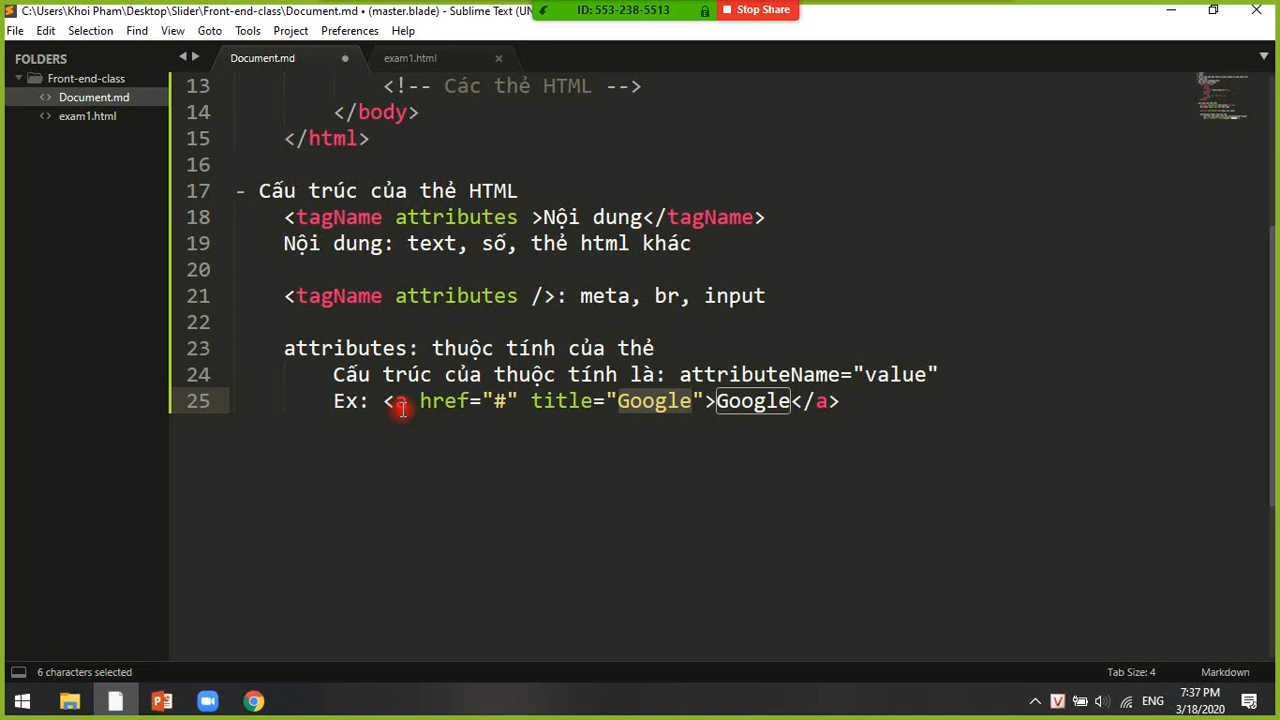 C:\Users\Khoi Pham\Desktop\Slider\Front-end-class\Document.md • (master.blade) - Sublime Text (UN
ID: 553-238-5513
Stop Share
File Edit Selection Find View Goto Tools Project Preferences Help
FOLDERS
Front-end-class
Document.md
exam1.html
Document.md
exam1.html
13 <!-- Các thẻ HTML -->
14 </body>
15 </html>
16
17 - Cấu trúc của thẻ HTML
18 <tagName attributes >Nội dung</tagName>
19 Nội dung: text, số, thẻ html khác
20
21 <tagName attributes />: meta, br, input
22
23 attributes: thuộc tính của thẻ
24 Cấu trúc của thuộc tính là: attributeName="value"
25 Ex: <a href="#" title="Google">Google</a>
6 characters selected
Tab Size: 4
Markdown
ENG
7:37 PM
3/18/2020